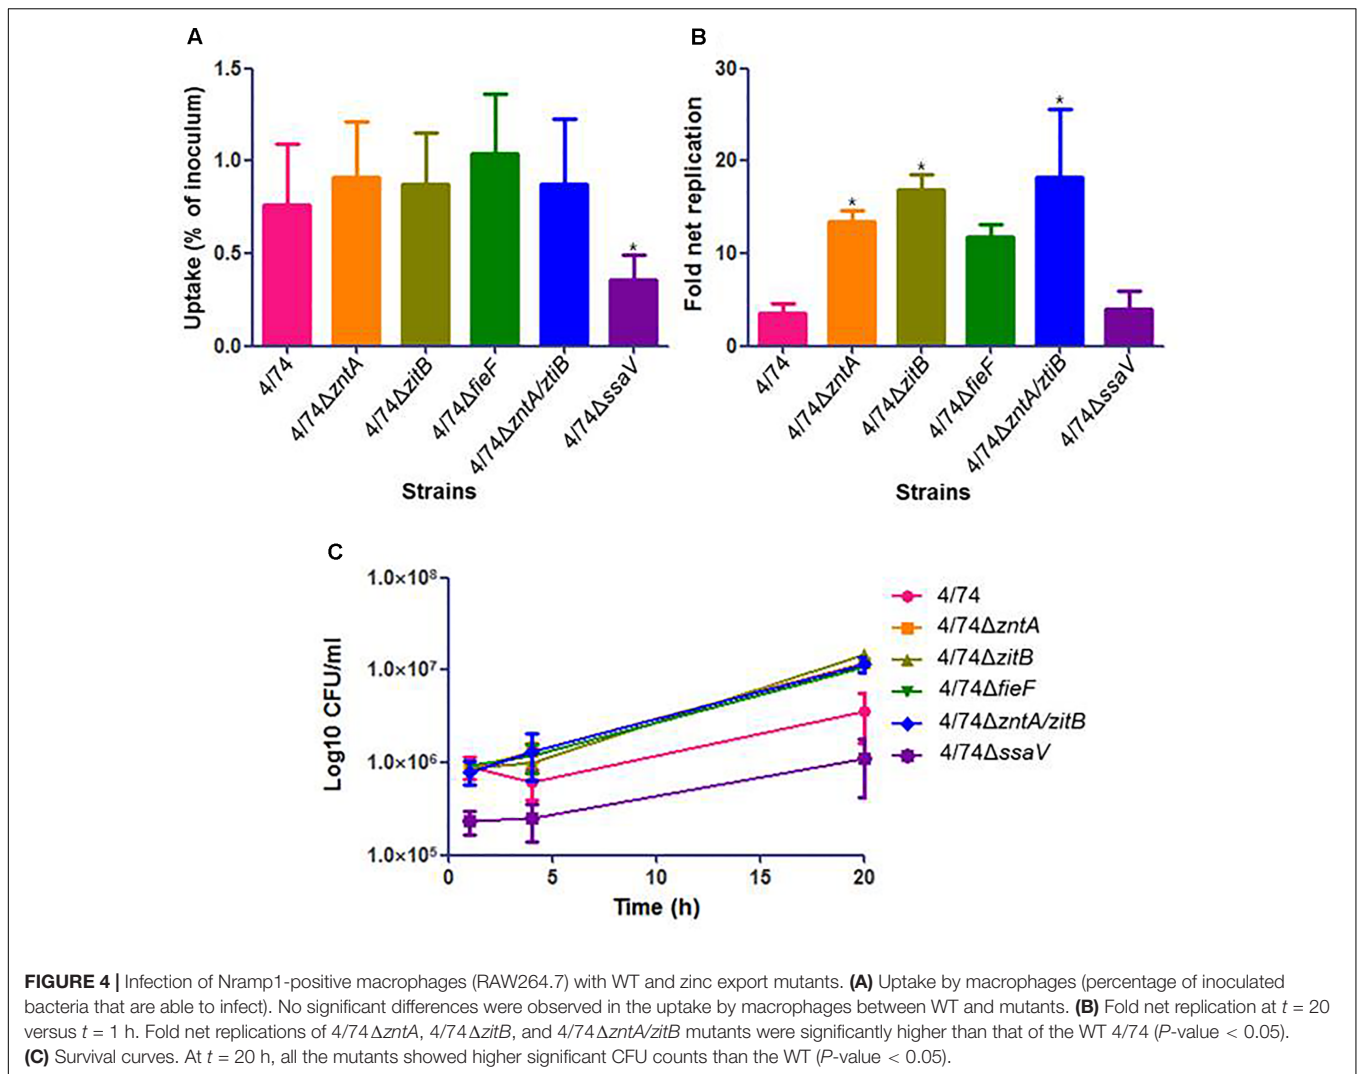 A
Uptake (% of inoculum)
1.5
1.0
0.5
0.0
*
4/74
4/74ΔzntA
4/74ΔzitB
4/74ΔfieF
4/74ΔzntA/ztiB
4/74ΔssaV
Strains
B
Fold net replication
30
20
10
0
*
*
*
4/74
4/74ΔzntA
4/74ΔzitB
4/74ΔfieF
4/74ΔzntA/ztiB
4/74ΔssaV
Strains
C
Log10 CFU/ml
1.0×10⁸
1.0×10⁷
1.0×10⁶
1.0×10⁵
0 5 10 15 20
Time (h)
4/74
4/74ΔzntA
4/74ΔzitB
4/74ΔfieF
4/74ΔzntA/zitB
4/74ΔssaV
FIGURE 4 | Infection of Nramp1-positive macrophages (RAW264.7) with WT and zinc export mutants. (A) Uptake by macrophages (percentage of inoculated
bacteria that are able to infect). No significant differences were observed in the uptake by macrophages between WT and mutants. (B) Fold net replication at t = 20
versus t = 1 h. Fold net replications of 4/74ΔzntA, 4/74ΔzitB, and 4/74ΔzntA/zitB mutants were significantly higher than that of the WT 4/74 (P-value < 0.05).
(C) Survival curves. At t = 20 h, all the mutants showed higher significant CFU counts than the WT (P-value < 0.05).